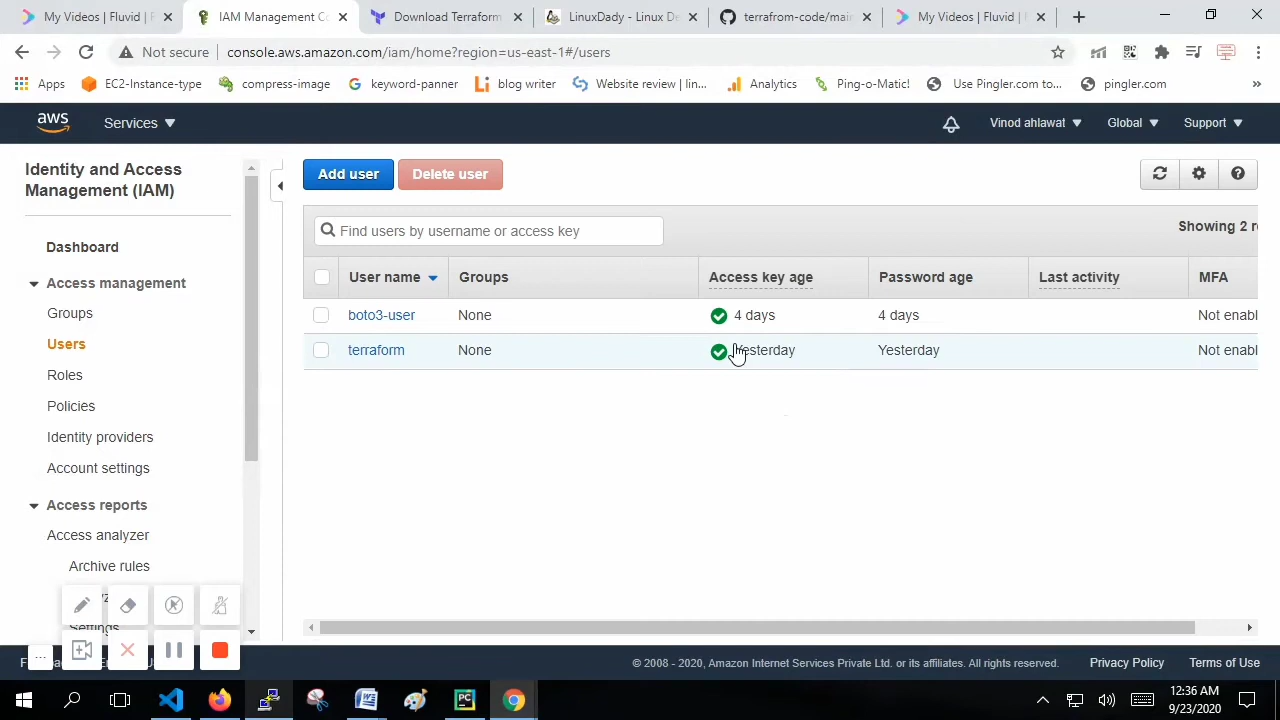 My Videos | Fluvid |
IAM Management Co
Download Terraform
LinuxDady - Linux De
terrafrom-code/main
My Videos | Fluvid |
Not secure
console.aws.amazon.com/iam/home?region=us-east-1#/users
Apps
EC2-Instance-type
compress-image
keyword-panner
blog writer
Website review | lin...
Analytics
Ping-o-Matic!
Use Pingler.com to...
pingler.com
»
aws
Services
Vinod ahlawat
Global
Support
Identity and Access
Management (IAM)
Dashboard
Access management
Groups
Users
Roles
Policies
Identity providers
Account settings
Access reports
Access analyzer
Archive rules
Settings
Add user
Delete user
Find users by username or access key
Showing 2 re
User name
Groups
Access key age
Password age
Last activity
MFA
boto3-user
None
4 days
4 days
Not enabl
terraform
None
Yesterday
Yesterday
Not enabl
...
© 2008 - 2020, Amazon Internet Services Private Ltd. or its affiliates. All rights reserved.
Privacy Policy
Terms of Use
12:36 AM
9/23/2020